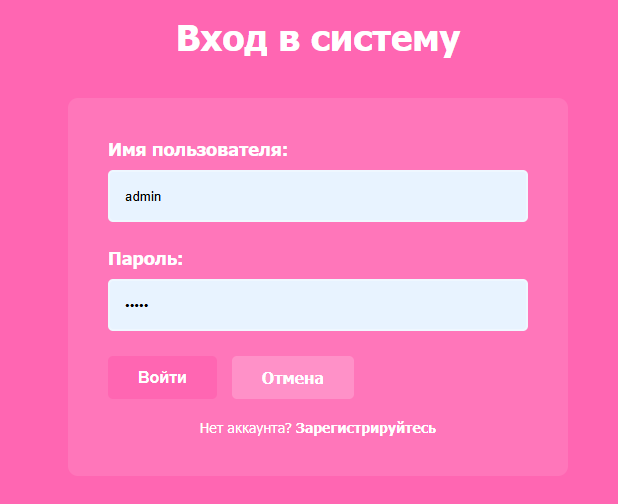 Вход в систему
Имя пользователя:
admin
Пароль:
•••••
Войти Отмена
Нет аккаунта? Зарегистрируйтесь